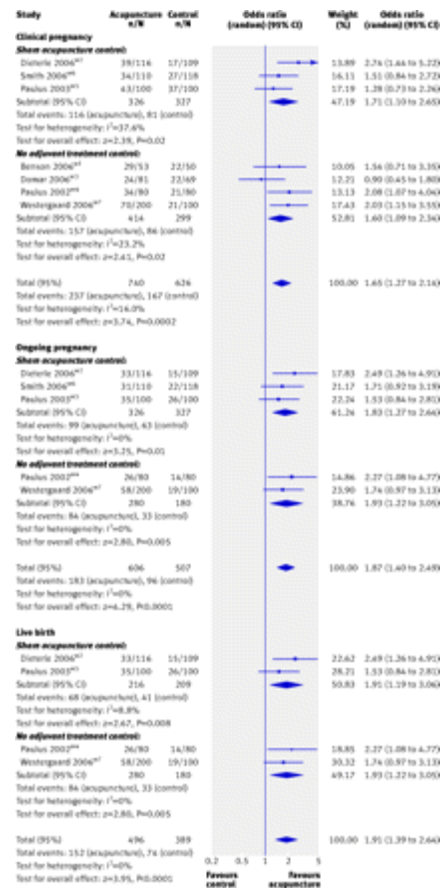 Study Acupuncture n/N Control n/N Odds ratio (random) (95% CI) Weight (%) Odds ratio (random) (95% CI)
Clinical pregnancy
Sham acupuncture control:
Dieterle 2006 39/116 17/109 13.89 2.74 (1.44 to 5.22)
Smith 2006 34/110 27/118 16.11 1.51 (0.84 to 2.72)
Paulus 2003 43/100 37/100 17.19 1.28 (0.73 to 2.26)
Subtotal (95% CI) 326 327 47.19 1.71 (1.10 to 2.65)
Total events: 116 (acupuncture), 81 (control)
Test for heterogeneity: I²=37.6%
Test for overall effect: z=2.39, P=0.02
No adjuvant treatment control:
Benson 2006 29/53 22/50 10.05 1.54 (0.71 to 3.35)
Domar 2006 24/81 22/69 12.21 0.90 (0.45 to 1.80)
Paulus 2002 34/80 21/80 13.13 2.08 (1.07 to 4.04)
Westergaard 2006 70/200 21/100 17.43 2.03 (1.15 to 3.55)
Subtotal (95% CI) 414 299 52.81 1.60 (1.09 to 2.34)
Total events: 157 (acupuncture), 86 (control)
Test for heterogeneity: I²=23.2%
Test for overall effect: z=2.41, P=0.02
Total (95%) 740 626 100.00 1.65 (1.27 to 2.14)
Total events: 237 (acupuncture), 167 (control)
Test for heterogeneity: I²=16.0%
Test for overall effect: z=3.74, P=0.0002
Ongoing pregnancy
Sham acupuncture control:
Dieterle 2006 33/116 15/109 17.83 2.49 (1.26 to 4.91)
Smith 2006 31/110 22/118 21.17 1.71 (0.92 to 3.19)
Paulus 2003 35/100 26/100 22.24 1.53 (0.84 to 2.81)
Subtotal (95% CI) 326 327 61.24 1.83 (1.27 to 2.64)
Total events: 99 (acupuncture), 63 (control)
Test for heterogeneity: I²=0%
Test for overall effect: z=3.25, P=0.01
No adjuvant treatment control:
Paulus 2002 26/80 14/80 14.86 2.27 (1.08 to 4.77)
Westergaard 2006 58/200 19/100 23.90 1.74 (0.97 to 3.13)
Subtotal (95% CI) 280 180 38.76 1.93 (1.22 to 3.05)
Total events: 84 (acupuncture), 33 (control)
Test for heterogeneity: I²=0%
Test for overall effect: z=2.80, P=0.005
Total (95%) 606 507 100.00 1.87 (1.40 to 2.49)
Total events: 183 (acupuncture), 96 (control)
Test for heterogeneity: I²=0%
Test for overall effect: z=4.29, P≤0.0001
Live birth
Sham acupuncture control:
Dieterle 2006 33/116 15/109 22.62 2.49 (1.26 to 4.91)
Paulus 2003 35/100 26/100 28.21 1.53 (0.84 to 2.81)
Subtotal (95% CI) 216 209 50.83 1.91 (1.19 to 3.06)
Total events: 68 (acupuncture), 41 (control)
Test for heterogeneity: I²=8.8%
Test for overall effect: z=2.67, P=0.008
No adjuvant treatment control:
Paulus 2002 26/80 14/80 18.85 2.27 (1.08 to 4.77)
Westergaard 2006 58/200 19/100 30.32 1.74 (0.97 to 3.13)
Subtotal (95% CI) 280 180 49.17 1.93 (1.22 to 3.05)
Total events: 84 (acupuncture), 33 (control)
Test for heterogeneity: I²=0%
Test for overall effect: z=2.80, P=0.005
Total (95%) 496 389 100.00 1.91 (1.39 to 2.64)
Total events: 152 (acupuncture), 74 (control)
Test for heterogeneity: I²=0%
Test for overall effect: z=3.95, P≤0.0001
0.2 0.5 1 2 5
Favours control Favours acupuncture